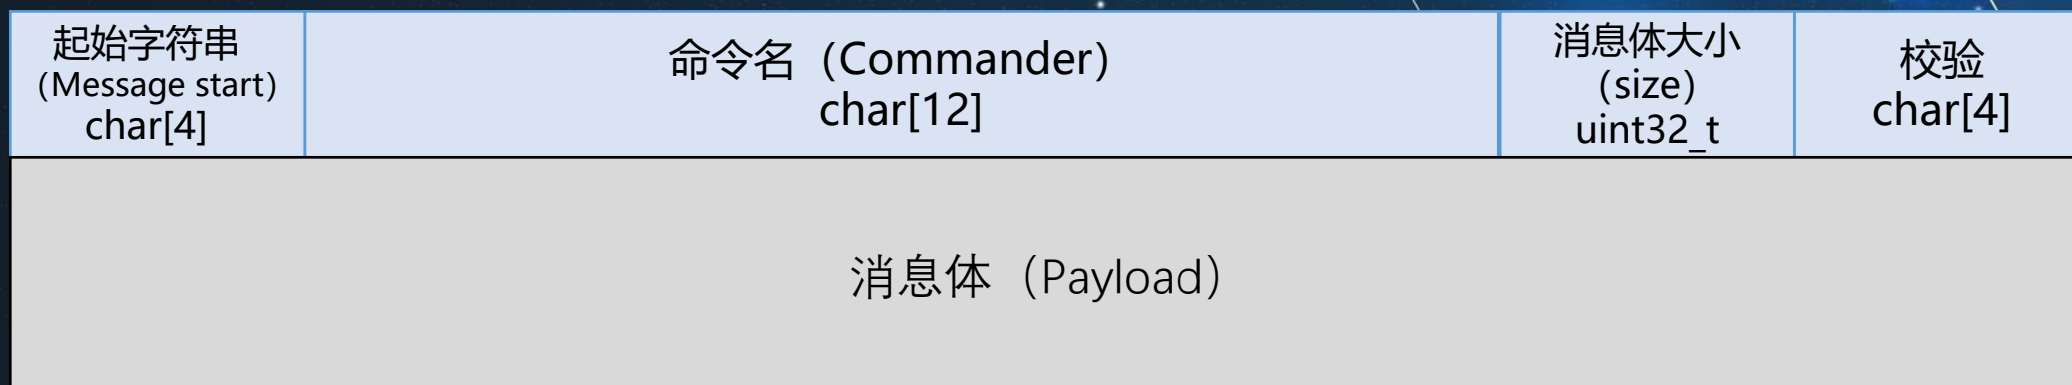 起始字符串
（Message start）
char[4]
命令名（Commander）
char[12]
消息体大小
（size）
uint32_t
校验
char[4]
消息体（Payload）